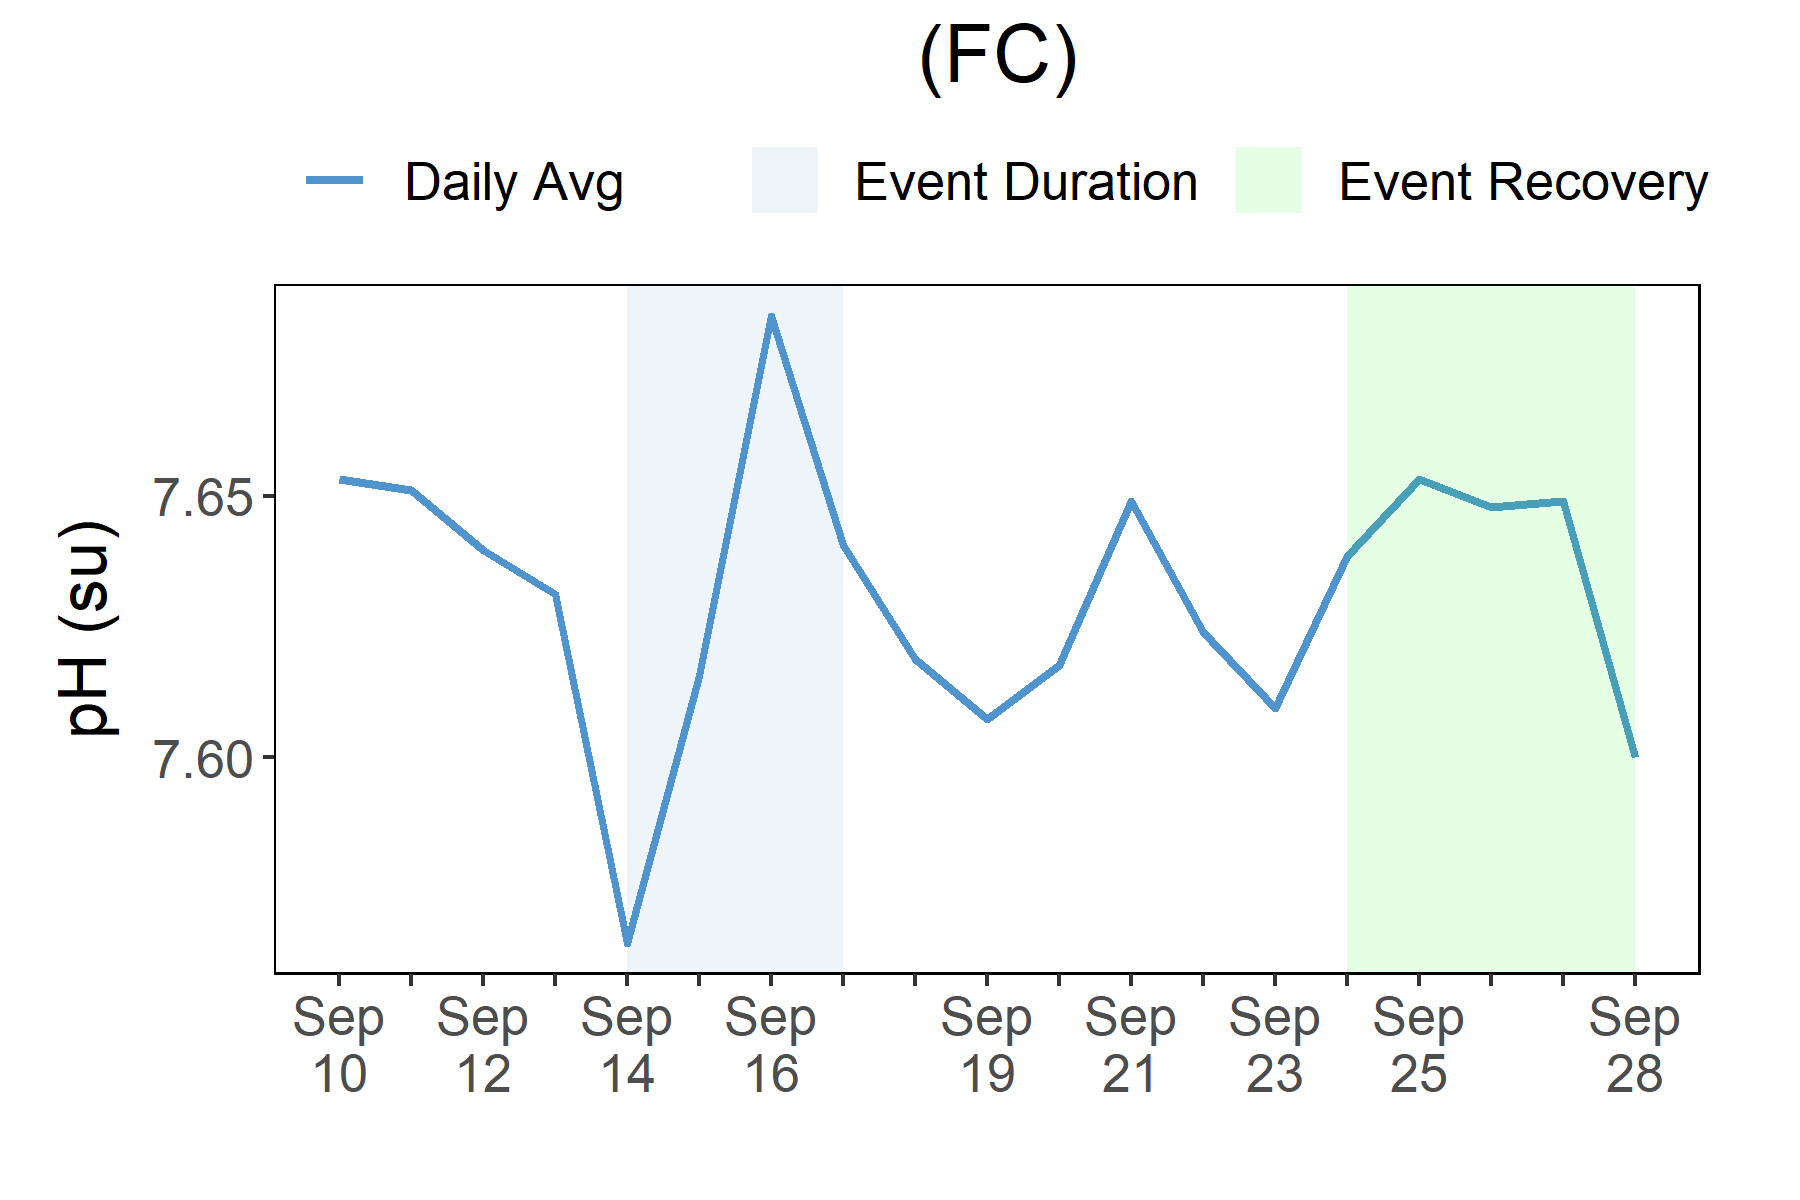 (FC)
Daily Avg Event Duration Event Recovery
pH (su)
7.65
7.60
Sep 10 Sep 12 Sep 14 Sep 16 Sep 19 Sep 21 Sep 23 Sep 25 Sep 28